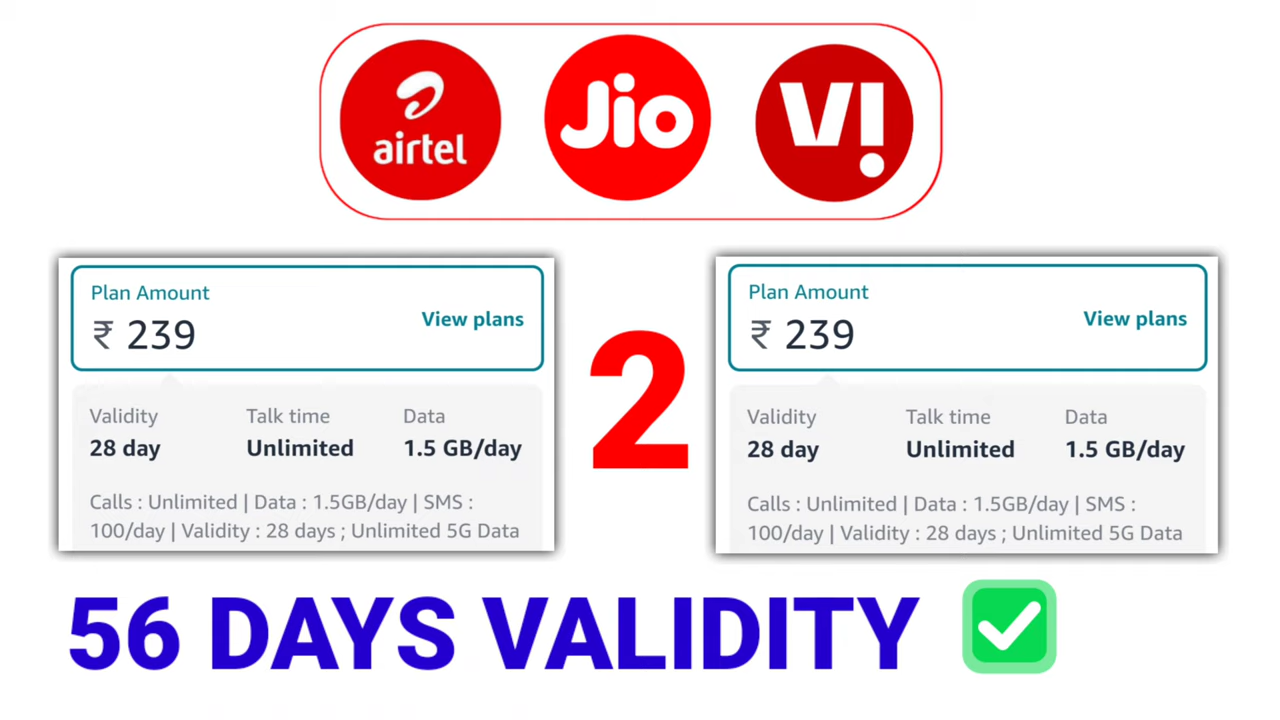 airtel
Jio
VI
Plan Amount
₹ 239
View plans
Validity Talk time Data
28 day Unlimited 1.5 GB/day
Calls : Unlimited | Data : 1.5GB/day | SMS :
100/day | Validity : 28 days ; Unlimited 5G Data
2
Plan Amount
₹ 239
View plans
Validity Talk time Data
28 day Unlimited 1.5 GB/day
Calls : Unlimited | Data : 1.5GB/day | SMS :
100/day | Validity : 28 days ; Unlimited 5G Data
56 DAYS VALIDITY ✅